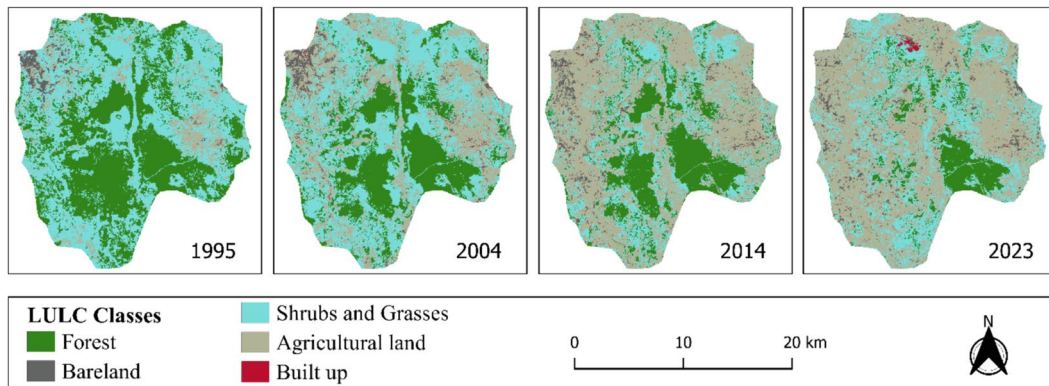 1995
2004
2014
2023
LULC Classes
Forest
Bareland
Shrubs and Grasses
Agricultural land
Built up
0 10 20 km
N